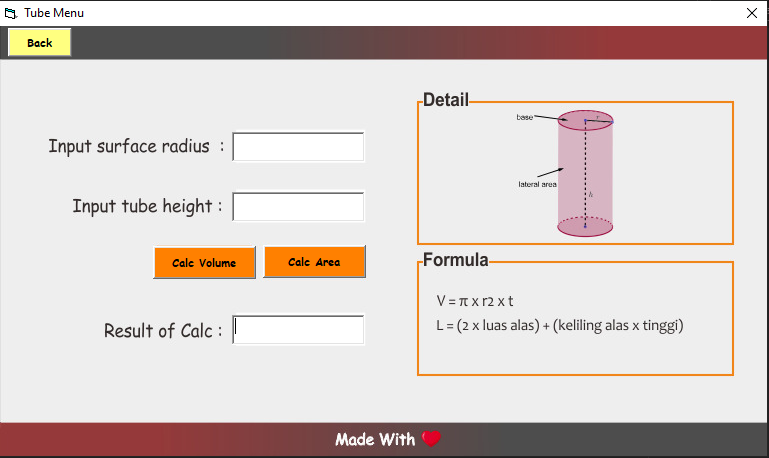 Tube Menu
Back
Input surface radius :
Input tube height :
Calc Volume
Calc Area
Result of Calc :
Detail
base
r
lateral area
h
Formula
V = π x r2 x t
L = (2 x luas alas) + (keliling alas x tinggi)
Made With